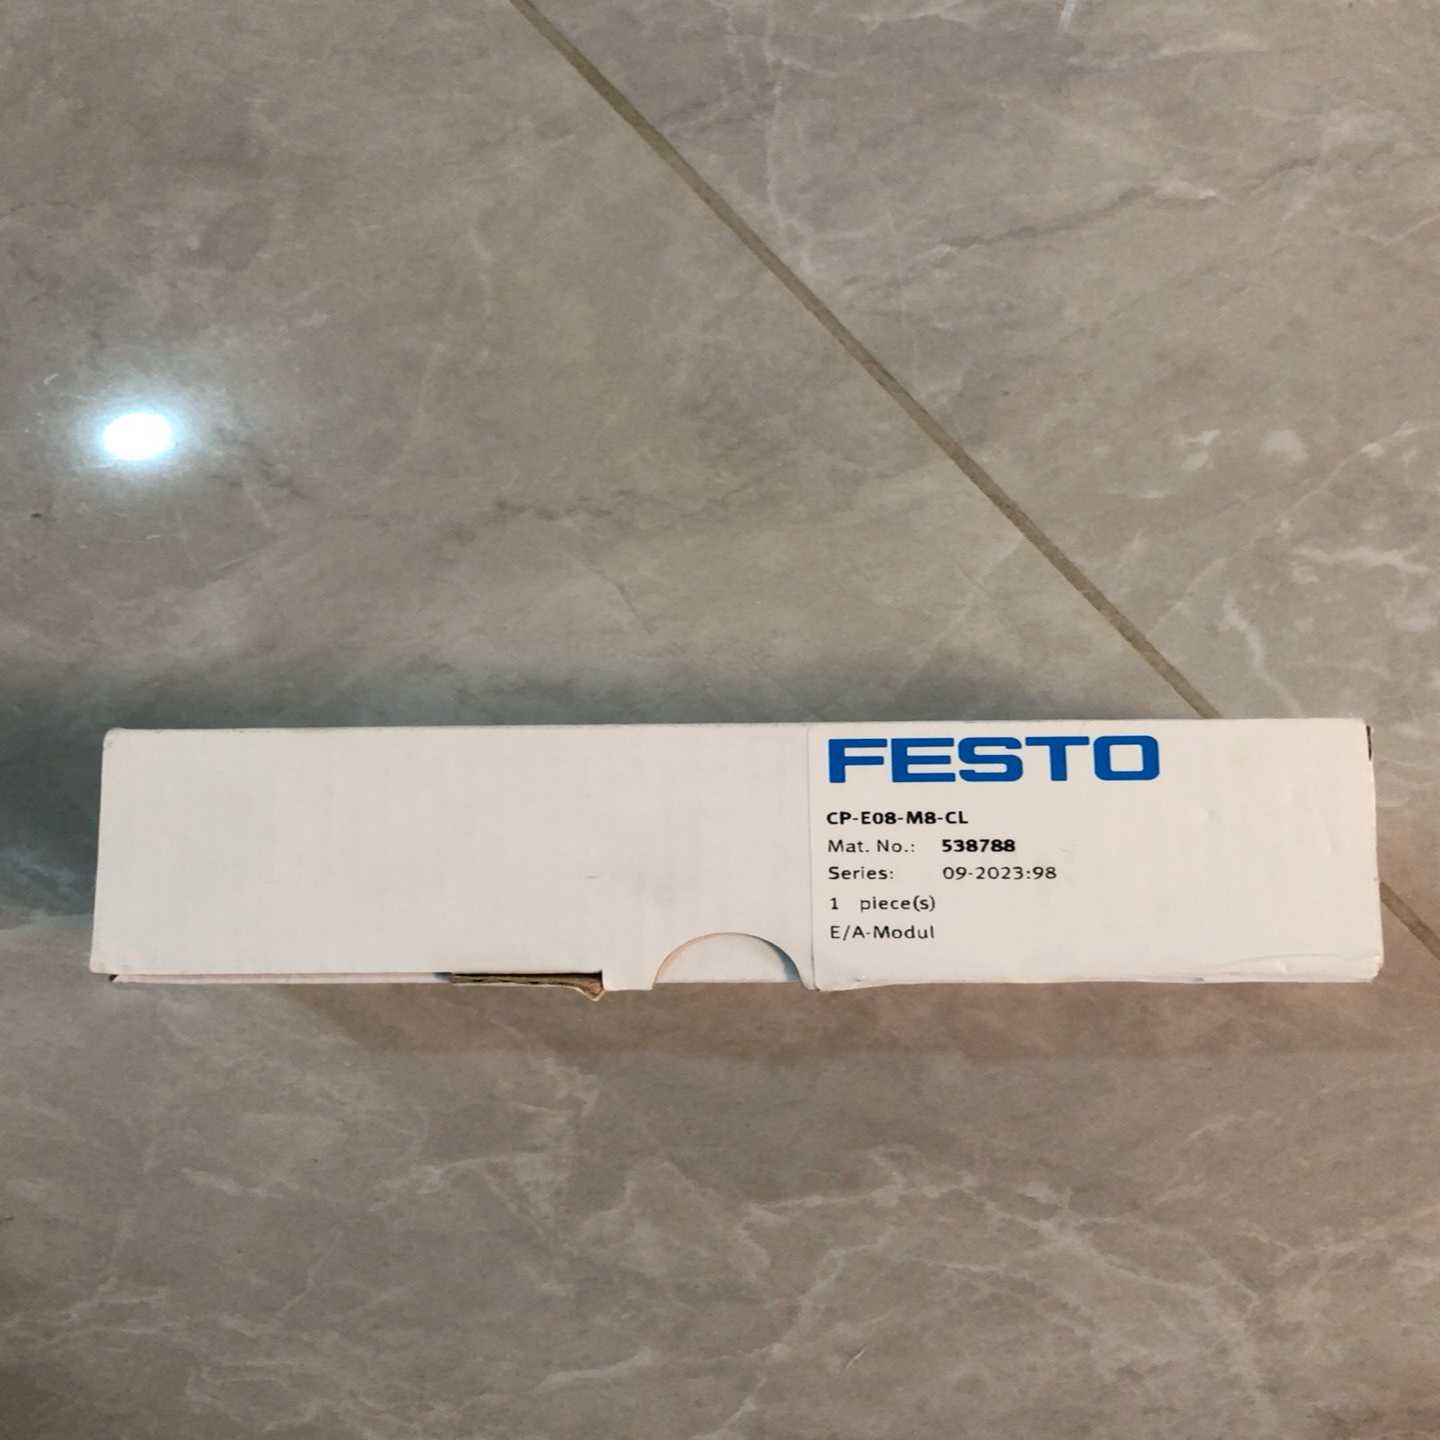 FESTO
CP-E08-M8-CL
Mat. No.: 538788
Series: 09-2023:98
1 piece(s)
E/A-Modul